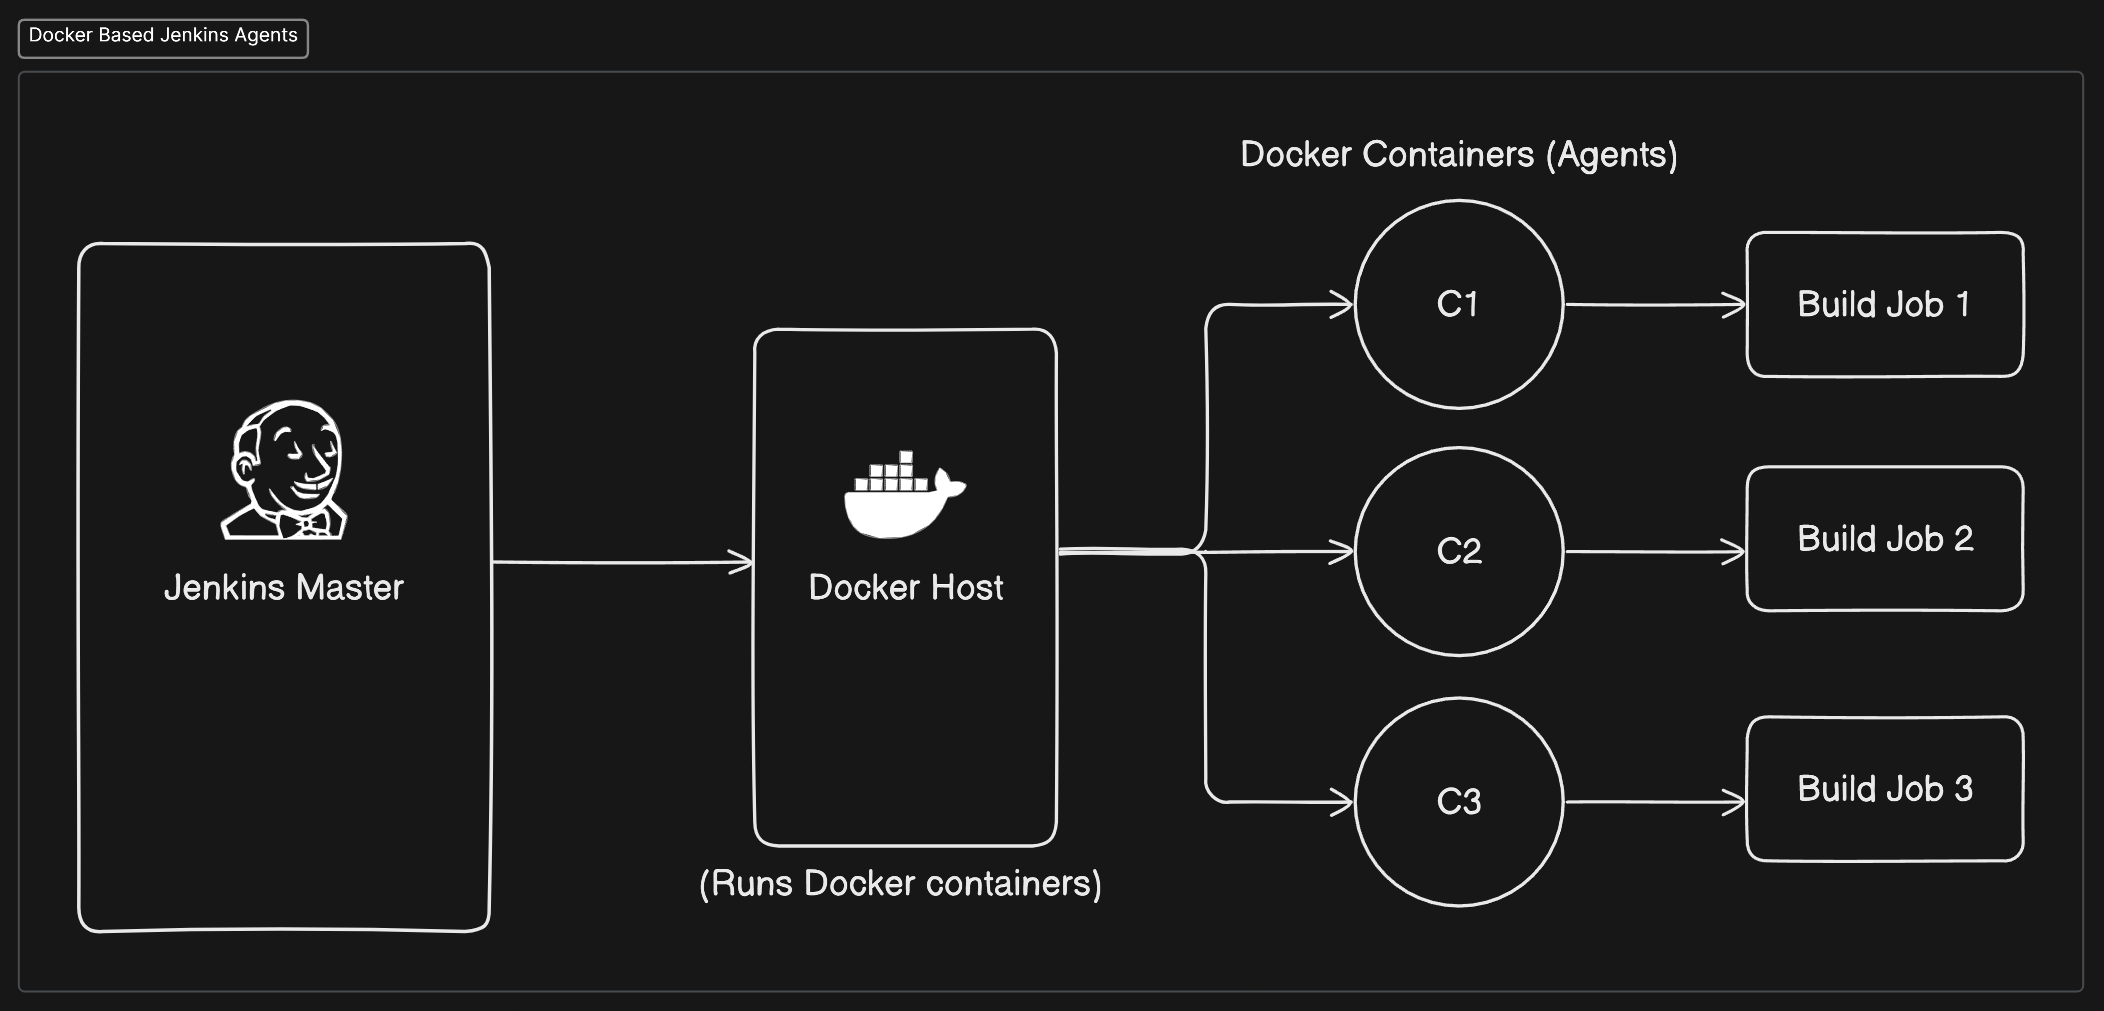 Docker Based Jenkins Agents
Docker Containers (Agents)
Jenkins Master
Docker Host
(Runs Docker containers)
C1
Build Job 1
C2
Build Job 2
C3
Build Job 3